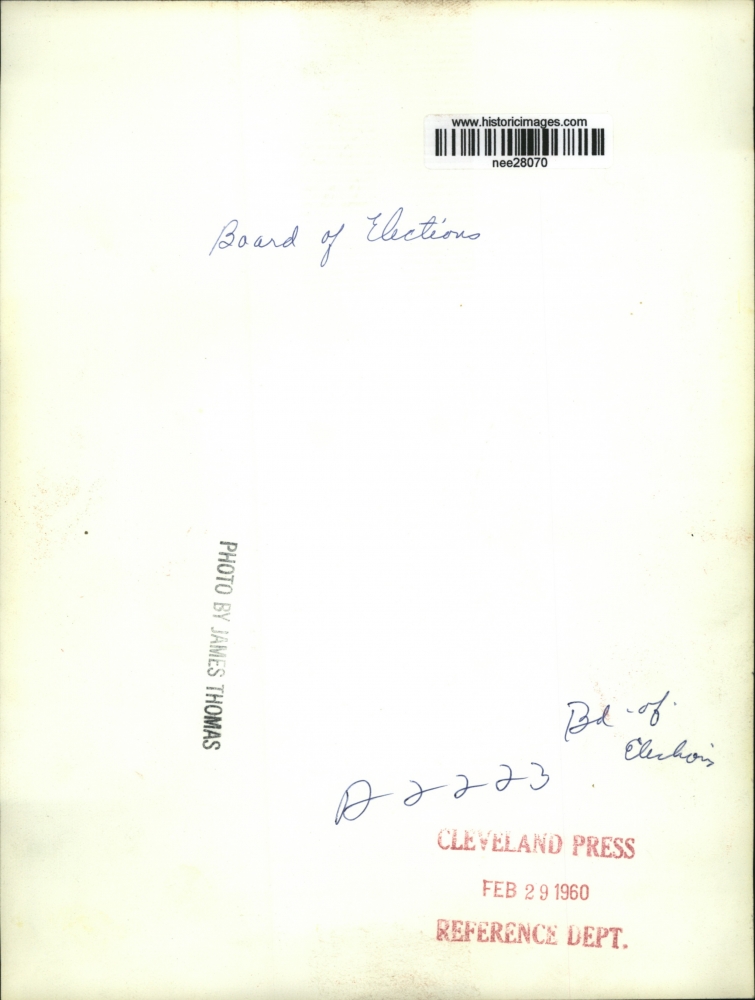 www.historicimages.com
nee28070
Board of Elections
PHOTO BY JAMES THOMAS
Bd. of
Elections
A2223
CLEVELAND PRESS
FEB 29 1960
REFERENCE DEPT.